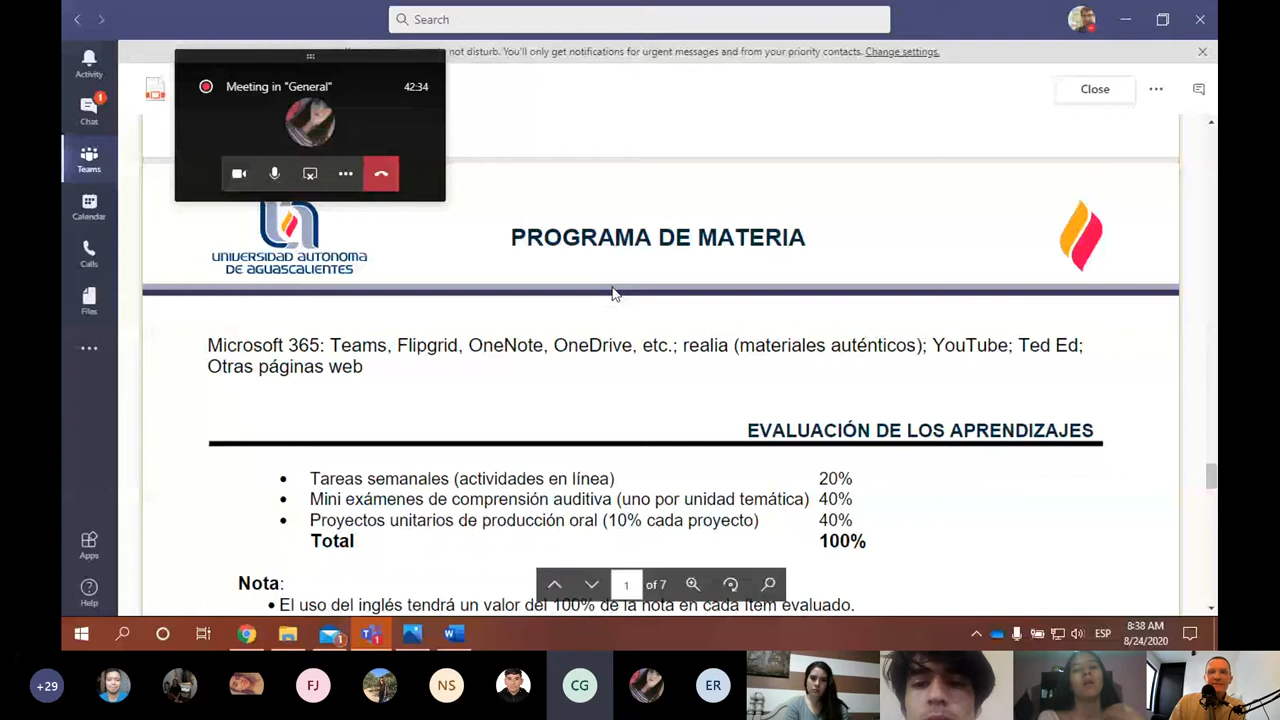 Search
Activity
not disturb. You'll only get notifications for urgent messages and from your priority contacts. Change settings.
Meeting in "General" 42:34
Close
Chat
1
Teams
Calendar
Calls
Files
UNIVERSIDAD AUTONOMA
DE AGUASCALIENTES
PROGRAMA DE MATERIA
Microsoft 365: Teams, Flipgrid, OneNote, OneDrive, etc.; realia (materiales auténticos); YouTube; Ted Ed;
Otras páginas web
EVALUACIÓN DE LOS APRENDIZAJES
• Tareas semanales (actividades en línea) 20%
• Mini exámenes de comprensión auditiva (uno por unidad temática) 40%
• Proyectos unitarios de producción oral (10% cada proyecto) 40%
Total 100%
Apps
Help
1 of 7
Nota:
• El uso del inglés tendrá un valor del 100% de la nota en cada ítem evaluado.
ESP
8:38 AM
8/24/2020
+29
FJ
NS
CG
ER